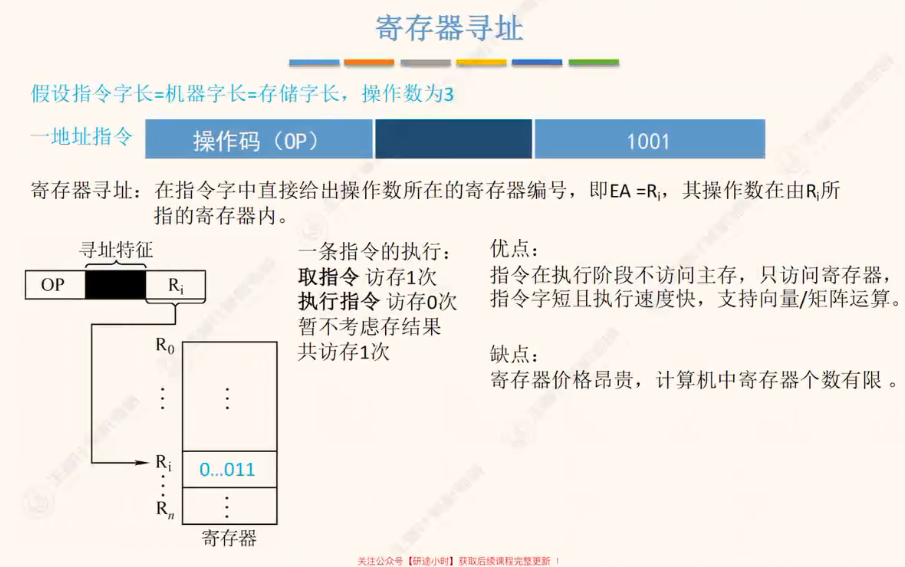 寄存器寻址
假设指令字长=机器字长=存储字长，操作数为3
一地址指令
操作码（OP）
1001
寄存器寻址：在指令字中直接给出操作数所在的寄存器编号，即EA =Ri，其操作数在由Ri所
指的寄存器内。
寻址特征
OP
Ri
R0
⋮
⋮
Ri
0...011
⋮
Rn
⋮
寄存器
一条指令的执行：
取指令 访存1次
执行指令 访存0次
暂不考虑存结果
共访存1次
优点：
指令在执行阶段不访问主存，只访问寄存器，
指令字短且执行速度快，支持向量/矩阵运算。
缺点：
寄存器价格昂贵，计算机中寄存器个数有限 。
关注公众号【研途小时】获取后续课程完整更新 ！